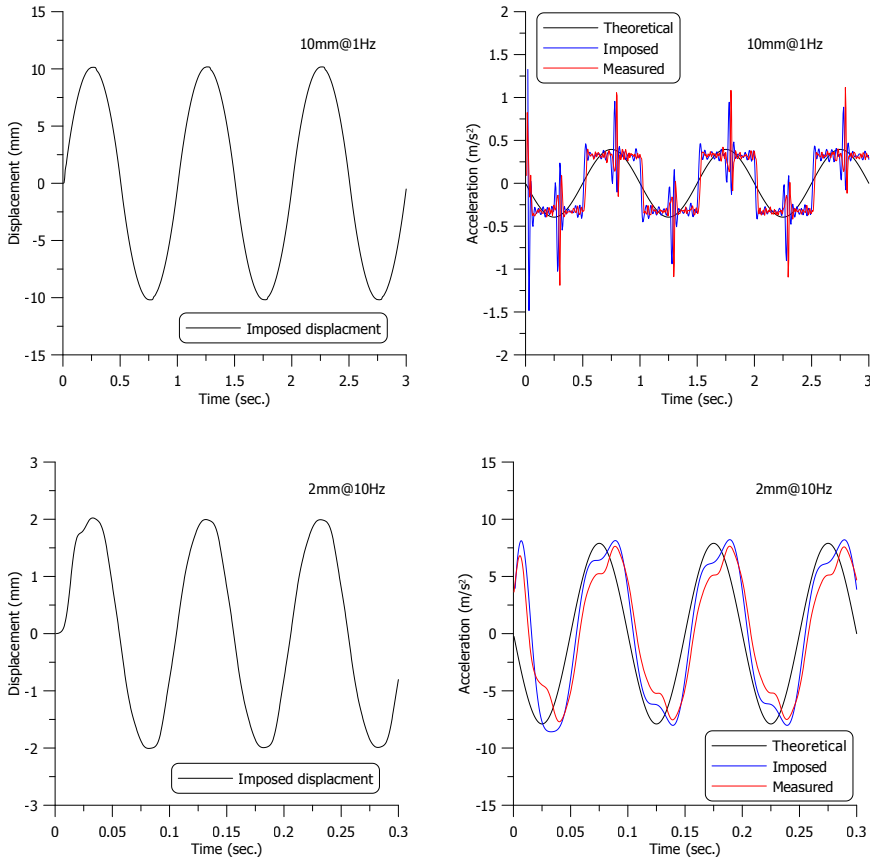 15
10
5
0
-5
-10
-15
Displacement (mm)
10mm@1Hz
Imposed displacment
0 0.5 1 1.5 2 2.5 3
Time (sec.)
Theoretical
Imposed
Measured
10mm@1Hz
2
1.5
1
0.5
0
-0.5
-1
-1.5
-2
Acceleration (m/s²)
0 0.5 1 1.5 2 2.5 3
Time (sec.)
3
2
1
0
-1
-2
-3
Displacement (mm)
2mm@10Hz
Imposed displacment
0 0.05 0.1 0.15 0.2 0.25 0.3
Time (sec.)
15
10
5
0
-5
-10
-15
Acceleration (m/s²)
2mm@10Hz
Theoretical
Imposed
Measured
0 0.05 0.1 0.15 0.2 0.25 0.3
Time (sec.)